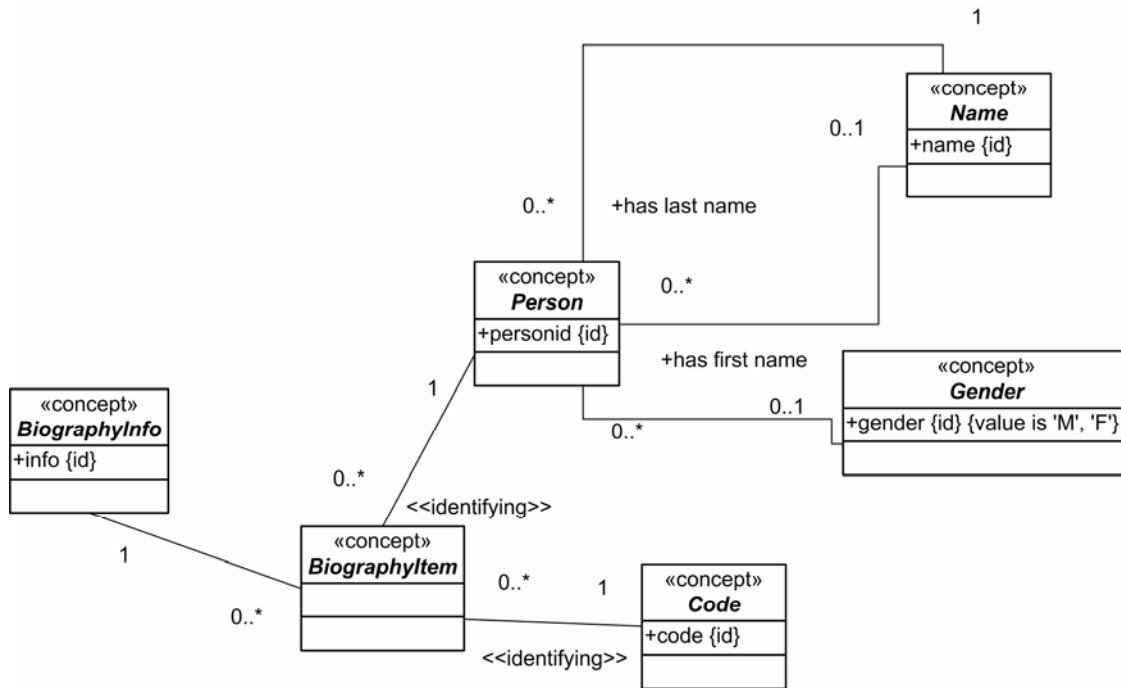 1
«concept»
Name
+name {id}
0..1
0..*
+has last name
«concept»
Person
+personid {id}
0..*
+has first name
«concept»
Gender
+gender {id} {value is 'M', 'F'}
0..1
0..*
1
«concept»
BiographyInfo
+info {id}
0..*
<<identifying>>
«concept»
BiographyItem
1
0..*
0..*
1
«concept»
Code
+code {id}
<<identifying>>